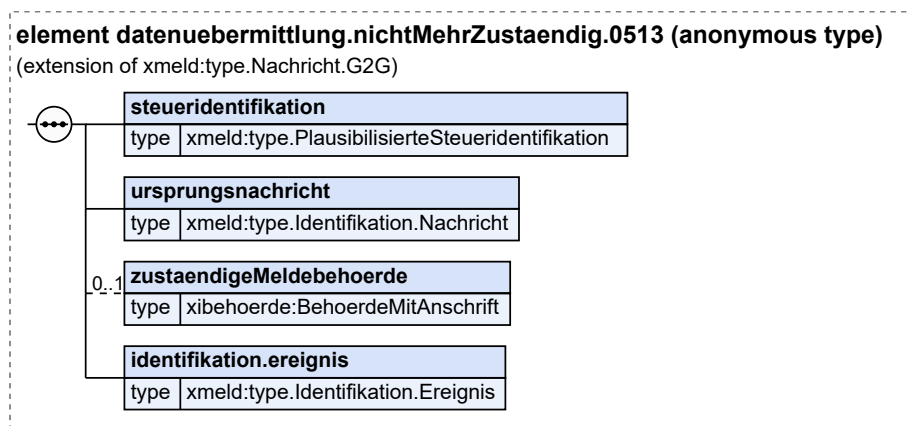 element datenuebermittlung.nichtMehrZustaendig.0513 (anonymous type)
(extension of xmeld:type.Nachricht.G2G)
steueridentifikation
type xmeld:type.PlausibilisierteSteueridentifikation
ursprungsnachricht
type xmeld:type.Identifikation.Nachricht
0..1
zustaendigeMeldebehoerde
type xibehoerde:BehoerdeMitAnschrift
identifikation.ereignis
type xmeld:type.Identifikation.Ereignis